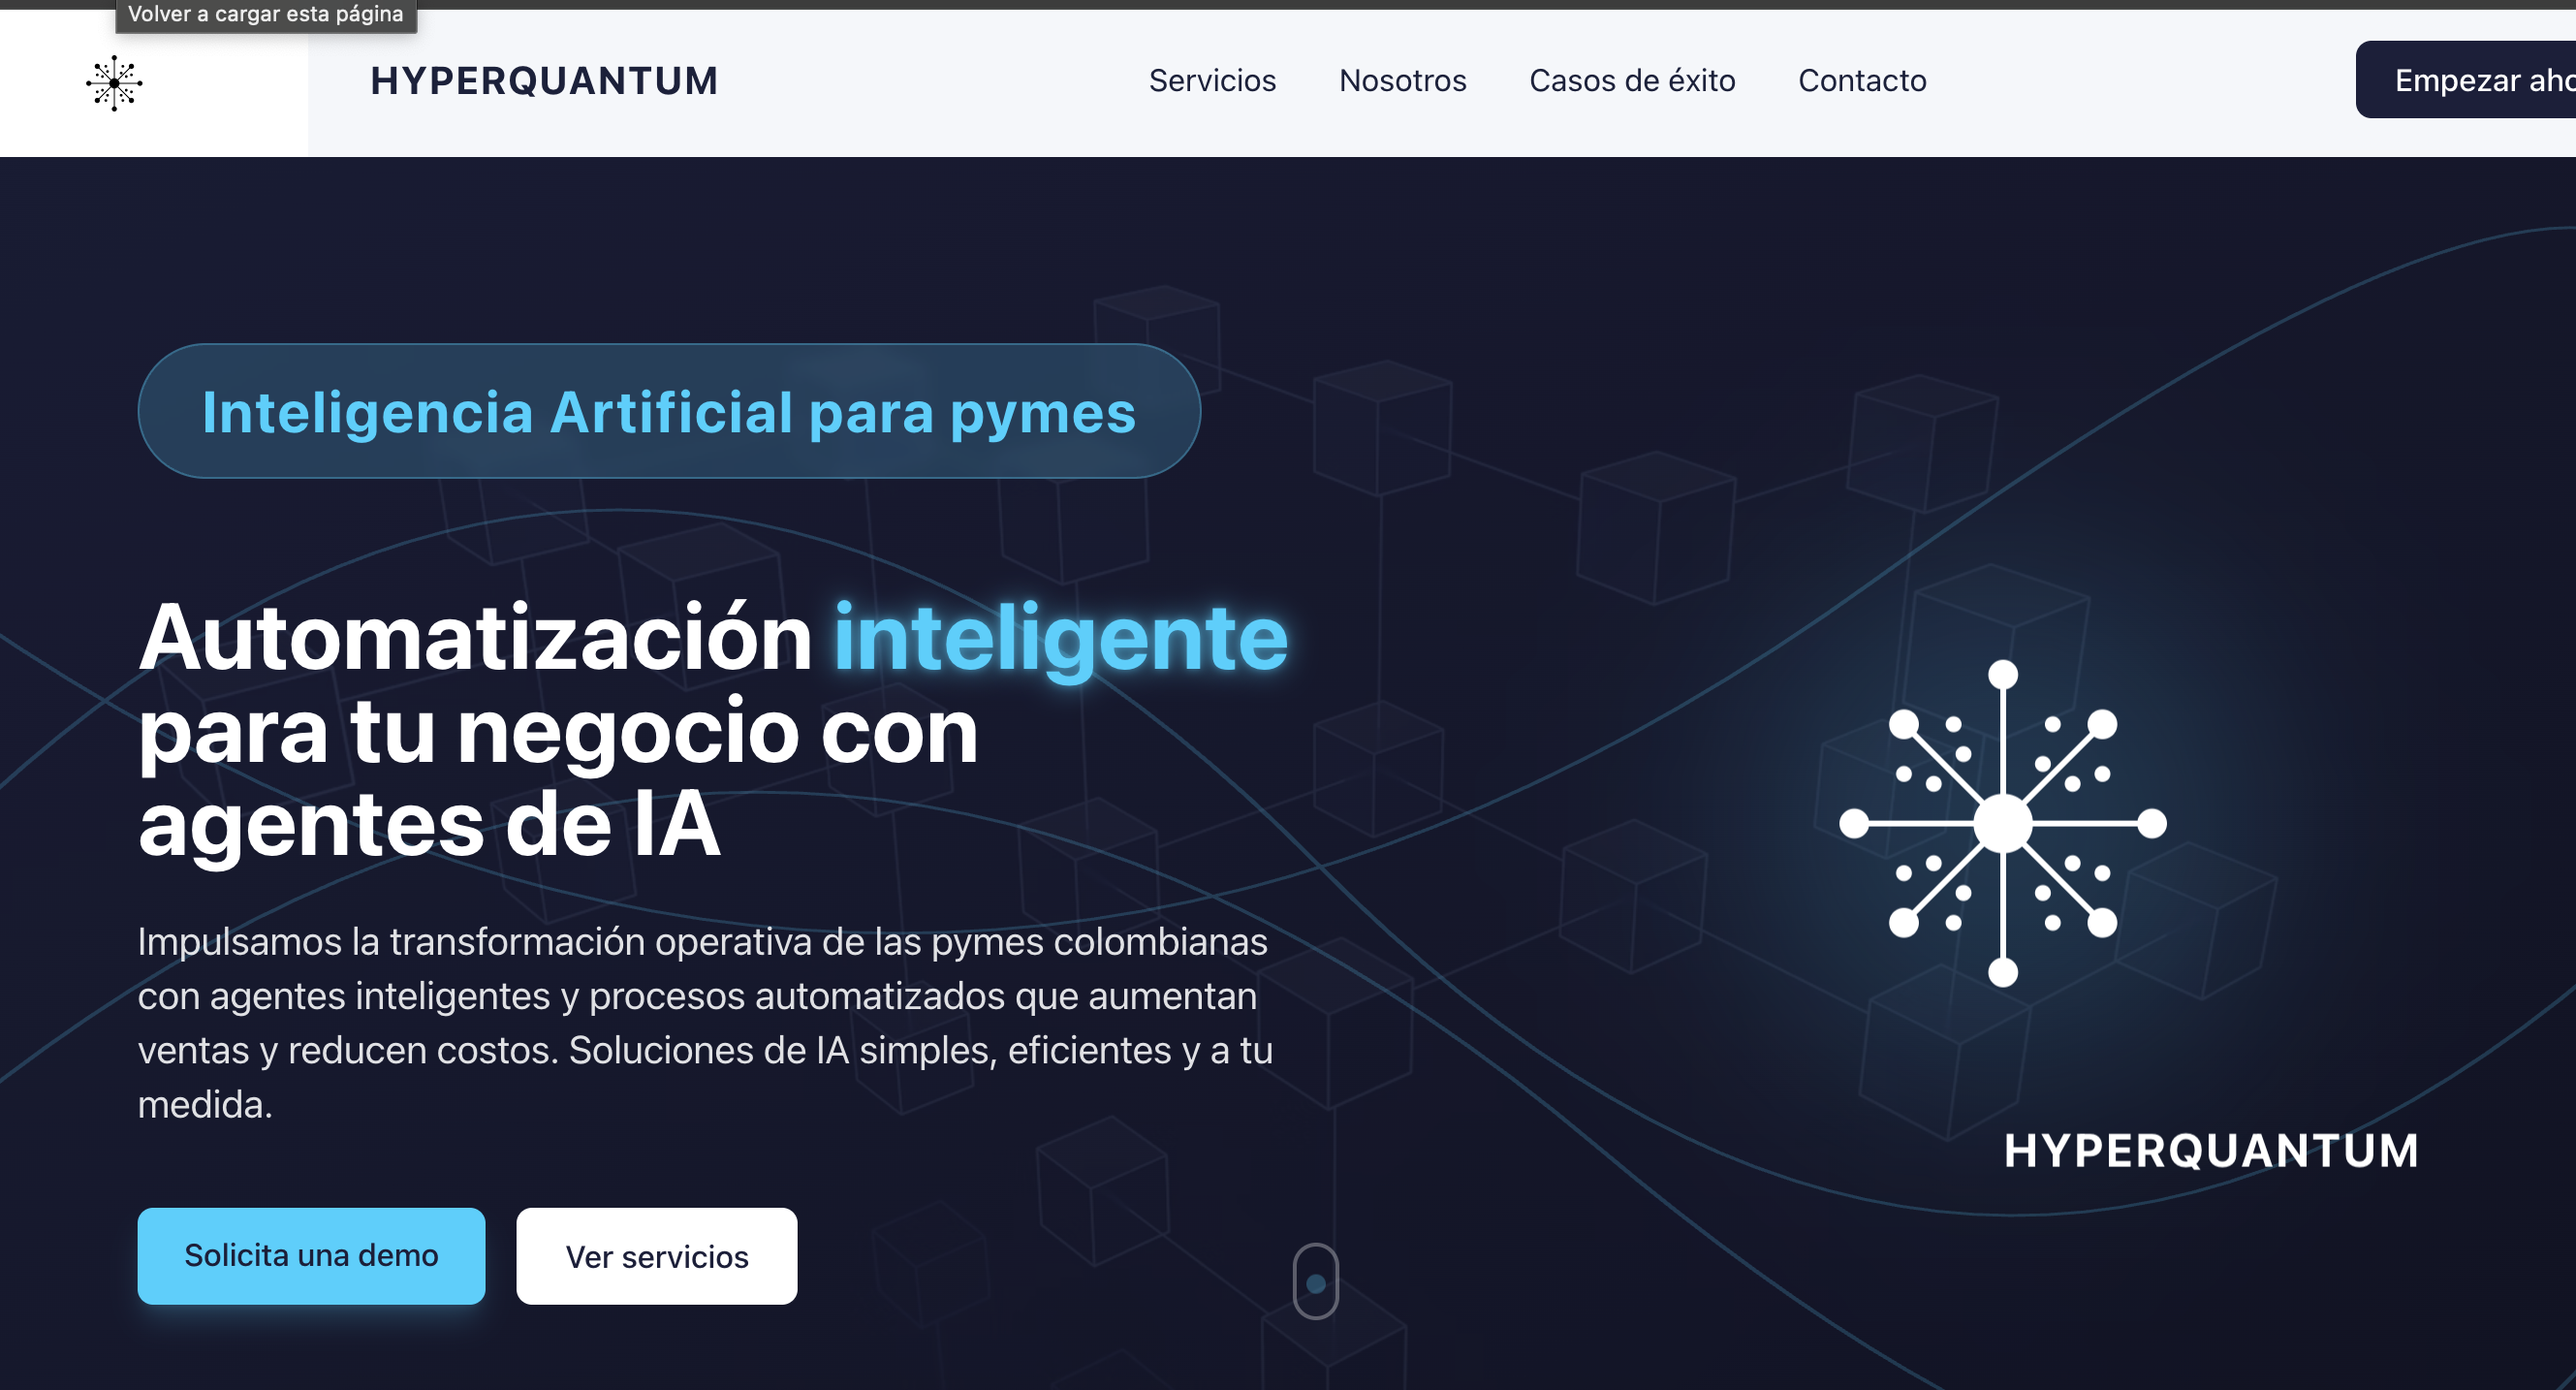 Volver a cargar esta página
HYPERQUANTUM
Servicios
Nosotros
Casos de éxito
Contacto
Empezar
Inteligencia Artificial para pymes
Automatización inteligente
para tu negocio con
agentes de IA
Impulsamos la transformación operativa de las pymes colombianas
con agentes inteligentes y procesos automatizados que aumentan
ventas y reducen costos. Soluciones de IA simples, eficientes y a tu
medida.
HYPERQUANTUM
Solicita una demo
Ver servicios